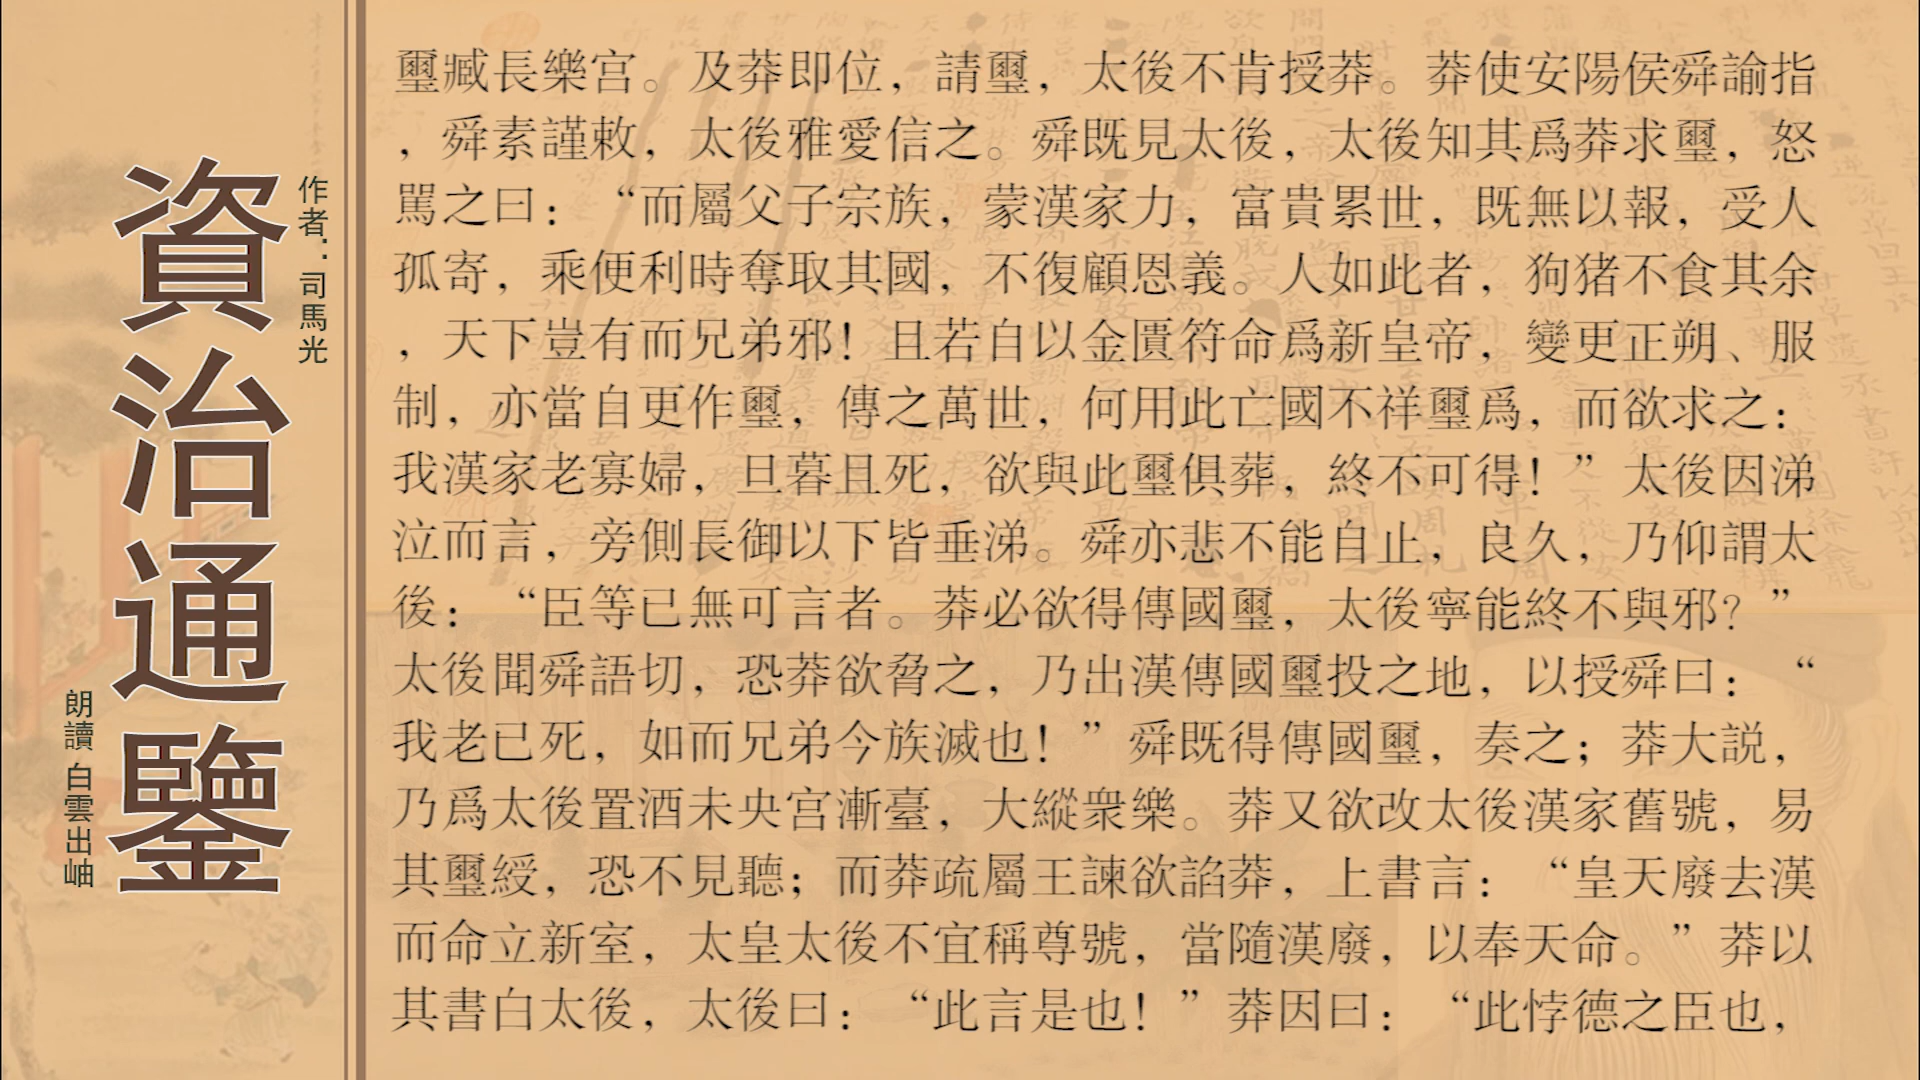 資治通鑒
作者：司馬光
朗讀 白雲出岫
璽臧長樂宫。及莽即位，請璽，太後不肯授莽。莽使安陽侯舜諭指
，舜素謹敕，太後雅愛信之。舜既見太後，太後知其爲莽求璽，怒
駡之曰：“而屬父子宗族，蒙漢家力，富貴累世，既無以報，受人
孤寄，乘便利時奪取其國，不復顧恩義。人如此者，狗猪不食其余
，天下豈有而兄弟邪！且若自以金匱符命爲新皇帝，變更正朔、服
制，亦當自更作璽，傳之萬世，何用此亡國不祥璽爲，而欲求之：
我漢家老寡婦，旦暮且死，欲與此璽俱葬，終不可得！”太後因涕
泣而言，旁側長御以下皆垂涕。舜亦悲不能自止，良久，乃仰謂太
後：“臣等已無可言者。莽必欲得傳國璽，太後寧能終不與邪？”
太後聞舜語切，恐莽欲脅之，乃出漢傳國璽投之地，以授舜曰：“
我老已死，如而兄弟今族滅也！”舜既得傳國璽，奏之；莽大説，
乃爲太後置酒未央宫漸臺，大縱衆樂。莽又欲改太後漢家舊號，易
其璽綬，恐不見聽；而莽疏屬王諫欲諂莽，上書言：“皇天廢去漢
而命立新室，太皇太後不宜稱尊號，當隨漢廢，以奉天命。”莽以
其書白太後，太後曰：“此言是也！”莽因曰：“此悖德之臣也，